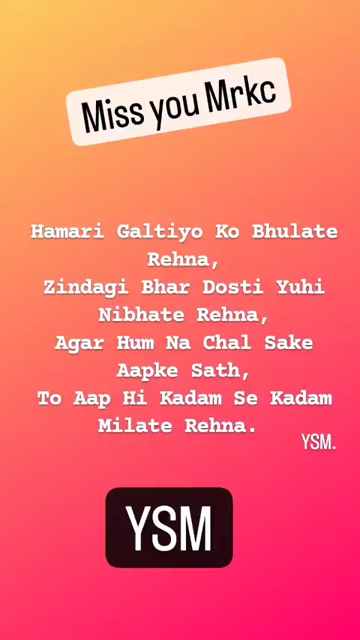 Miss you Mrkc
Hamari Galtiyo Ko Bhulate
Rehna,
Zindagi Bhar Dosti Yuhi
Nibhate Rehna,
Agar Hum Na Chal Sake
Aapke Sath,
To Aap Hi Kadam Se Kadam
Milate Rehna.
YSM.
YSM